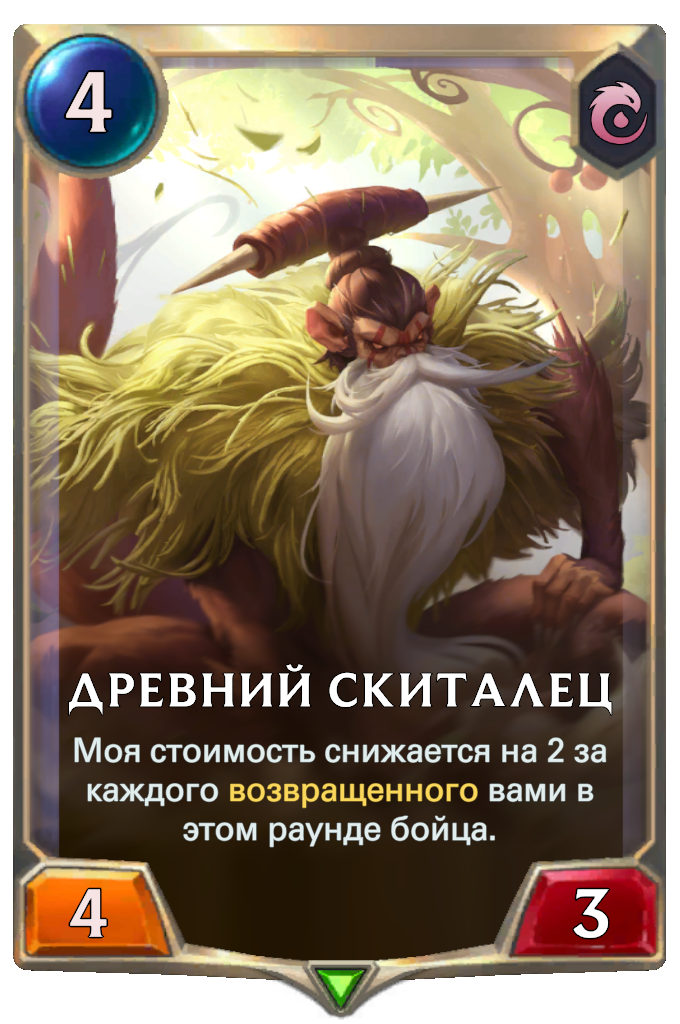 4
ДРЕВНИЙ СКИТАЛЕЦ
Моя стоимость снижается на 2 за
каждого возвращенного вами в
этом раунде бойца.
4
3